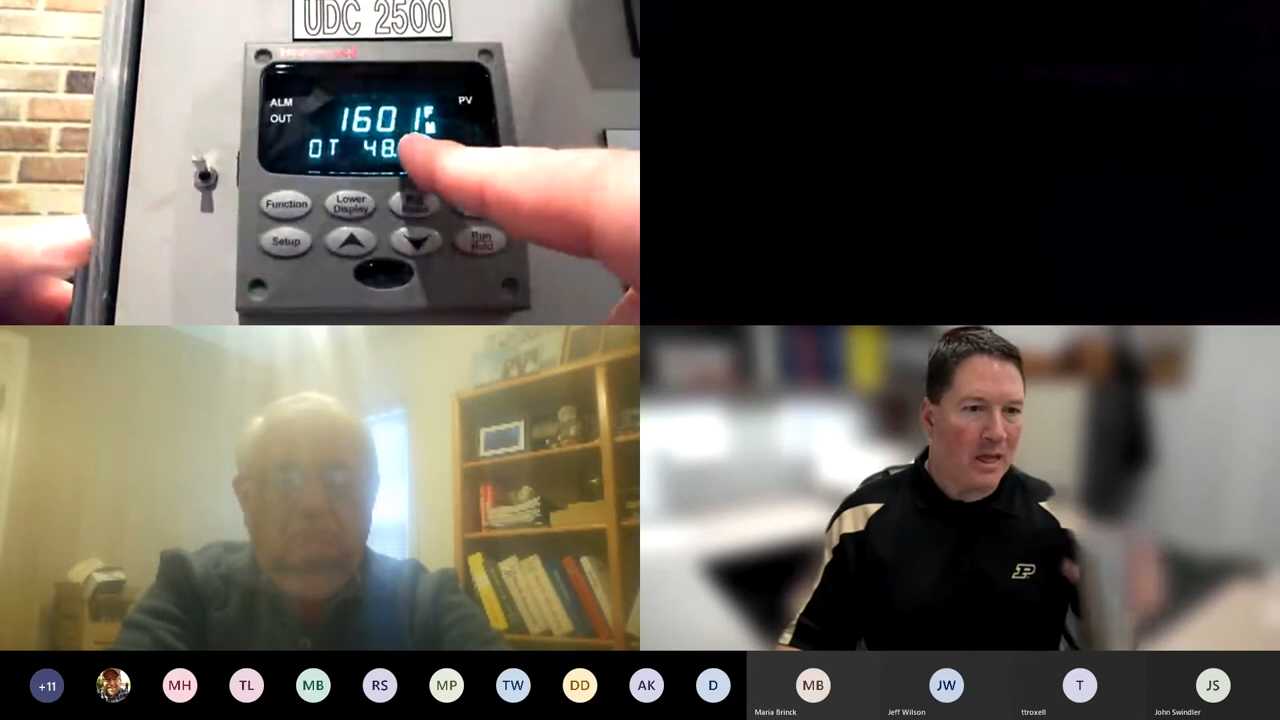 UDC 2500
Honeywell
ALM
OUT
PV
1601 F
M
OT 48.
Function
Lower
Display
Setup
Run
Hold
P
+11
MH
TL
MB
RS
MP
TW
DD
AK
D
MB
JW
T
JS
Maria Brinck
Jeff Wilson
ttroxell
John Swindler